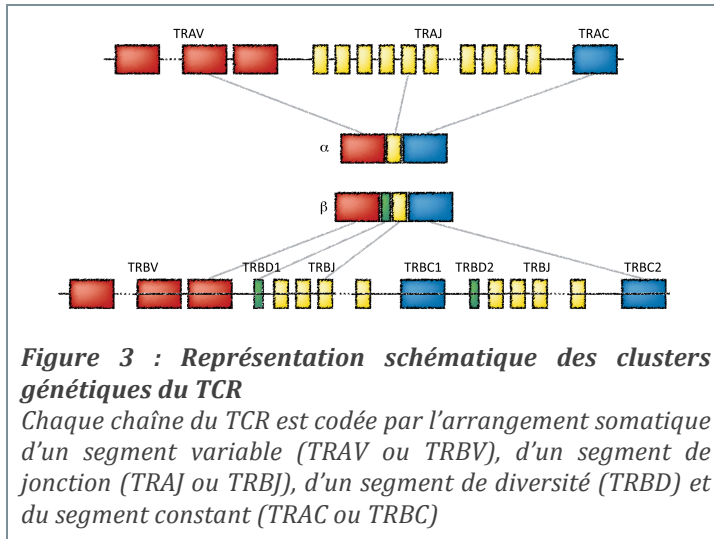 TRAV TRAJ TRAC
α
β
TRBV TRBD1 TRBJ TRBC1 TRBD2 TRBJ TRBC2
Figure 3 : Représentation schématique des clusters
génétiques du TCR
Chaque chaîne du TCR est codée par l'arrangement somatique
d'un segment variable (TRAV ou TRBV), d'un segment de
jonction (TRAJ ou TRBJ), d'un segment de diversité (TRBD) et
du segment constant (TRAC ou TRBC)